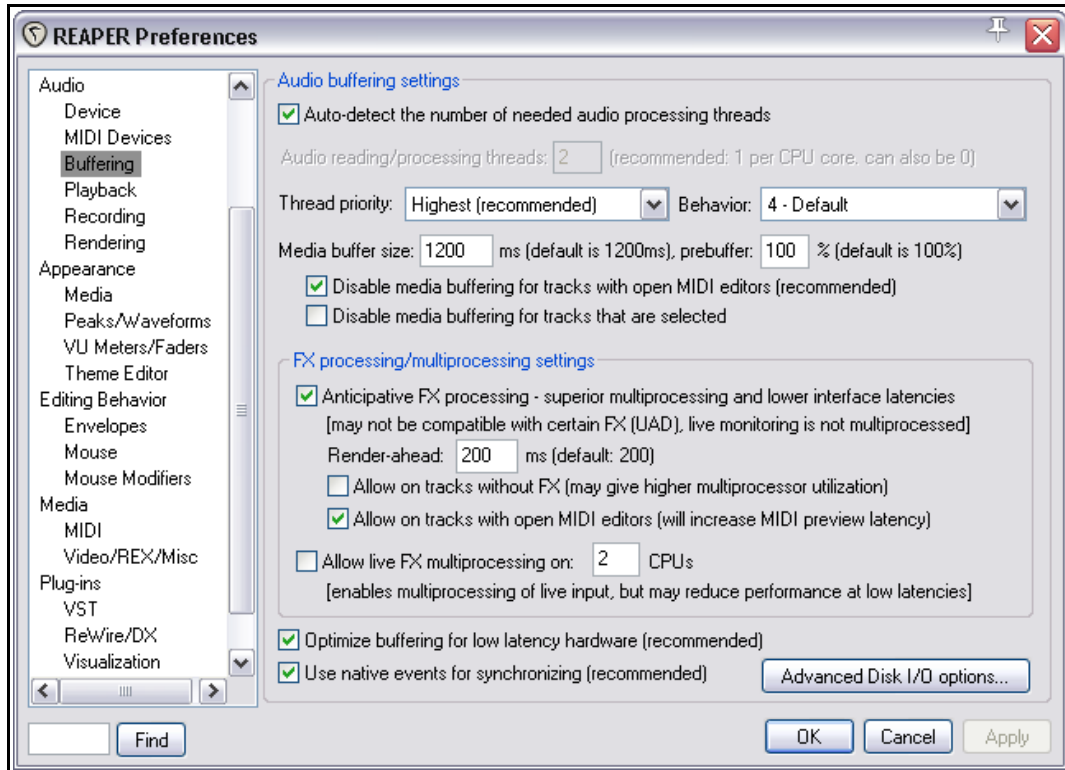 REAPER Preferences
Audio
Device
MIDI Devices
Buffering
Playback
Recording
Rendering
Appearance
Media
Peaks/Waveforms
VU Meters/Faders
Theme Editor
Editing Behavior
Envelopes
Mouse
Mouse Modifiers
Media
MIDI
Video/REX/Misc
Plug-ins
VST
ReWire/DX
Visualization
Find
Audio buffering settings
Auto-detect the number of needed audio processing threads
Audio reading/processing threads: 2 (recommended: 1 per CPU core, can also be 0)
Thread priority: Highest (recommended) Behavior: 4 - Default
Media buffer size: 1200 ms (default is 1200ms), prebuffer: 100 % (default is 100%)
Disable media buffering for tracks with open MIDI editors (recommended)
Disable media buffering for tracks that are selected
FX processing/multiprocessing settings
Anticipative FX processing - superior multiprocessing and lower interface latencies
[may not be compatible with certain FX (UAD), live monitoring is not multiprocessed]
Render-ahead: 200 ms (default: 200)
Allow on tracks without FX (may give higher multiprocessor utilization)
Allow on tracks with open MIDI editors (will increase MIDI preview latency)
Allow live FX multiprocessing on: 2 CPUs
[enables multiprocessing of live input, but may reduce performance at low latencies]
Optimize buffering for low latency hardware (recommended)
Use native events for synchronizing (recommended)
Advanced Disk I/O options...
OK
Cancel
Apply